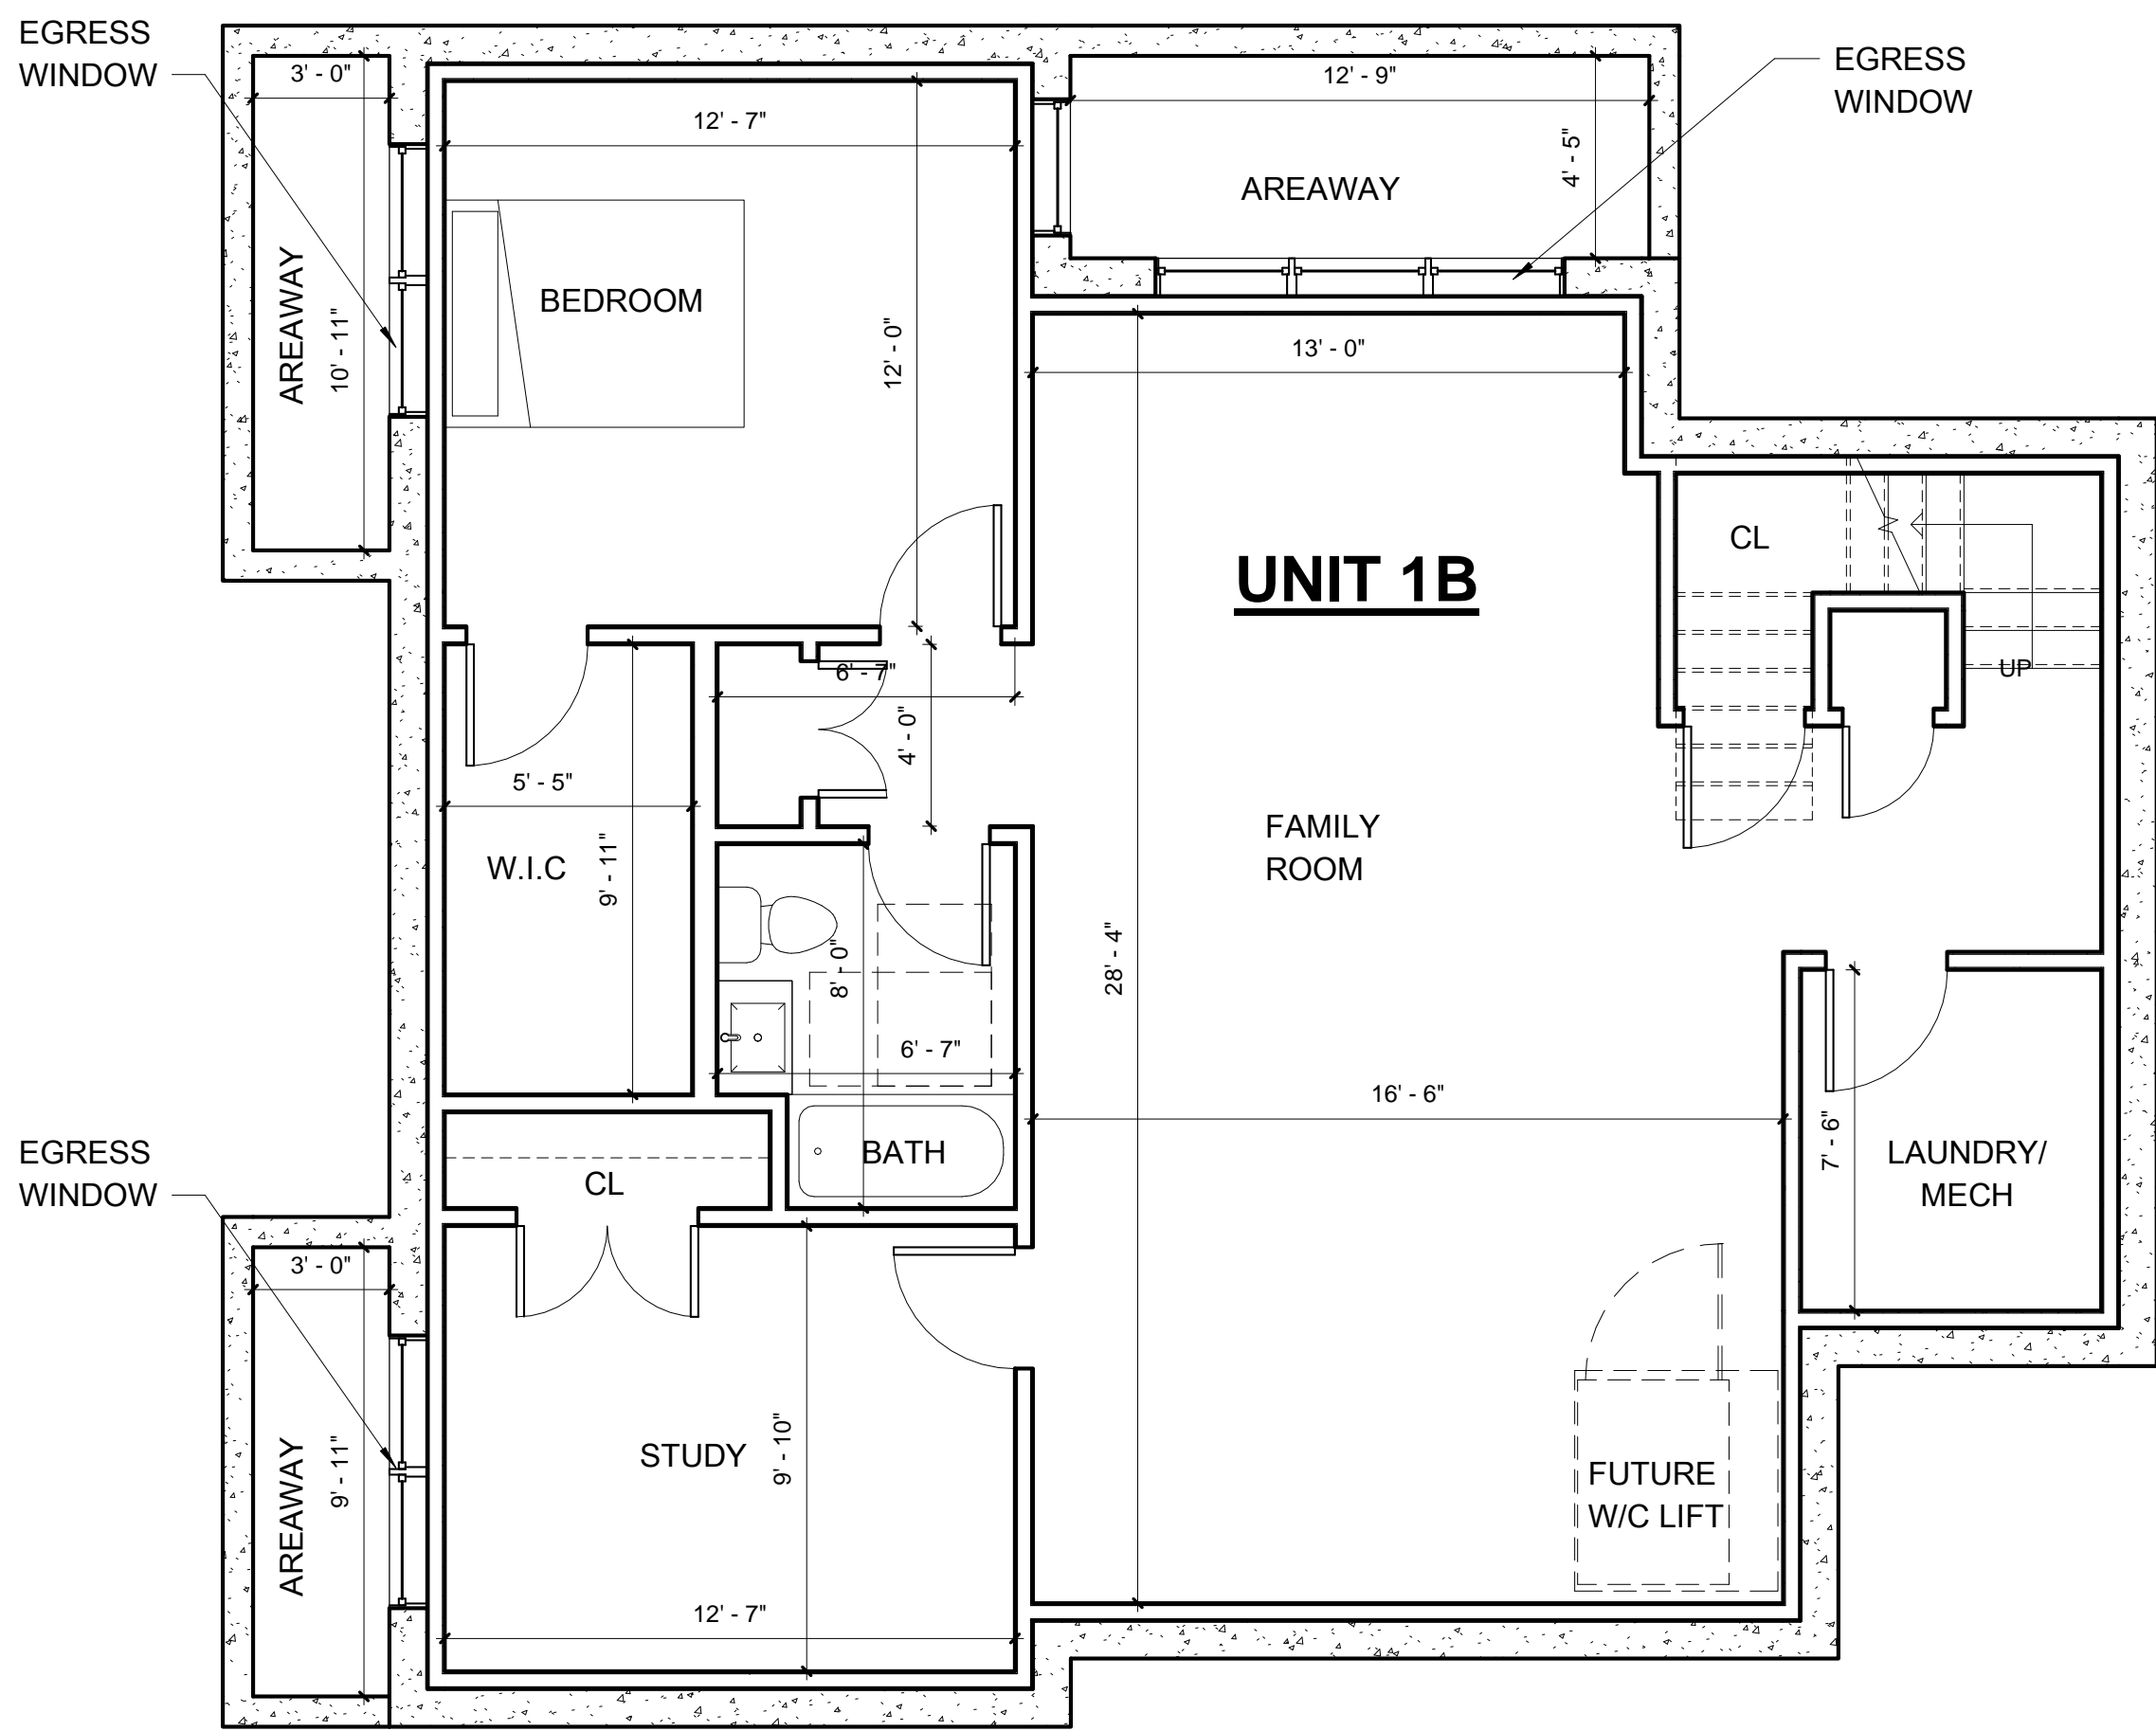 EGRESS
WINDOW
3' - 0"
AREAWAY
10' - 11"
12' - 7"
BEDROOM
12' - 0"
12' - 9"
AREAWAY
4' - 5"
EGRESS
WINDOW
13' - 0"
UNIT 1B
CL
UP
6' - 7"
4' - 0"
5' - 5"
W.I.C
9' - 11"
FAMILY
ROOM
28' - 4"
8' - 0"
6' - 7"
16' - 6"
BATH
7' - 6"
LAUNDRY/
MECH
EGRESS
WINDOW
CL
3' - 0"
AREAWAY
9' - 11"
STUDY
9' - 10"
12' - 7"
FUTURE
W/C LIFT